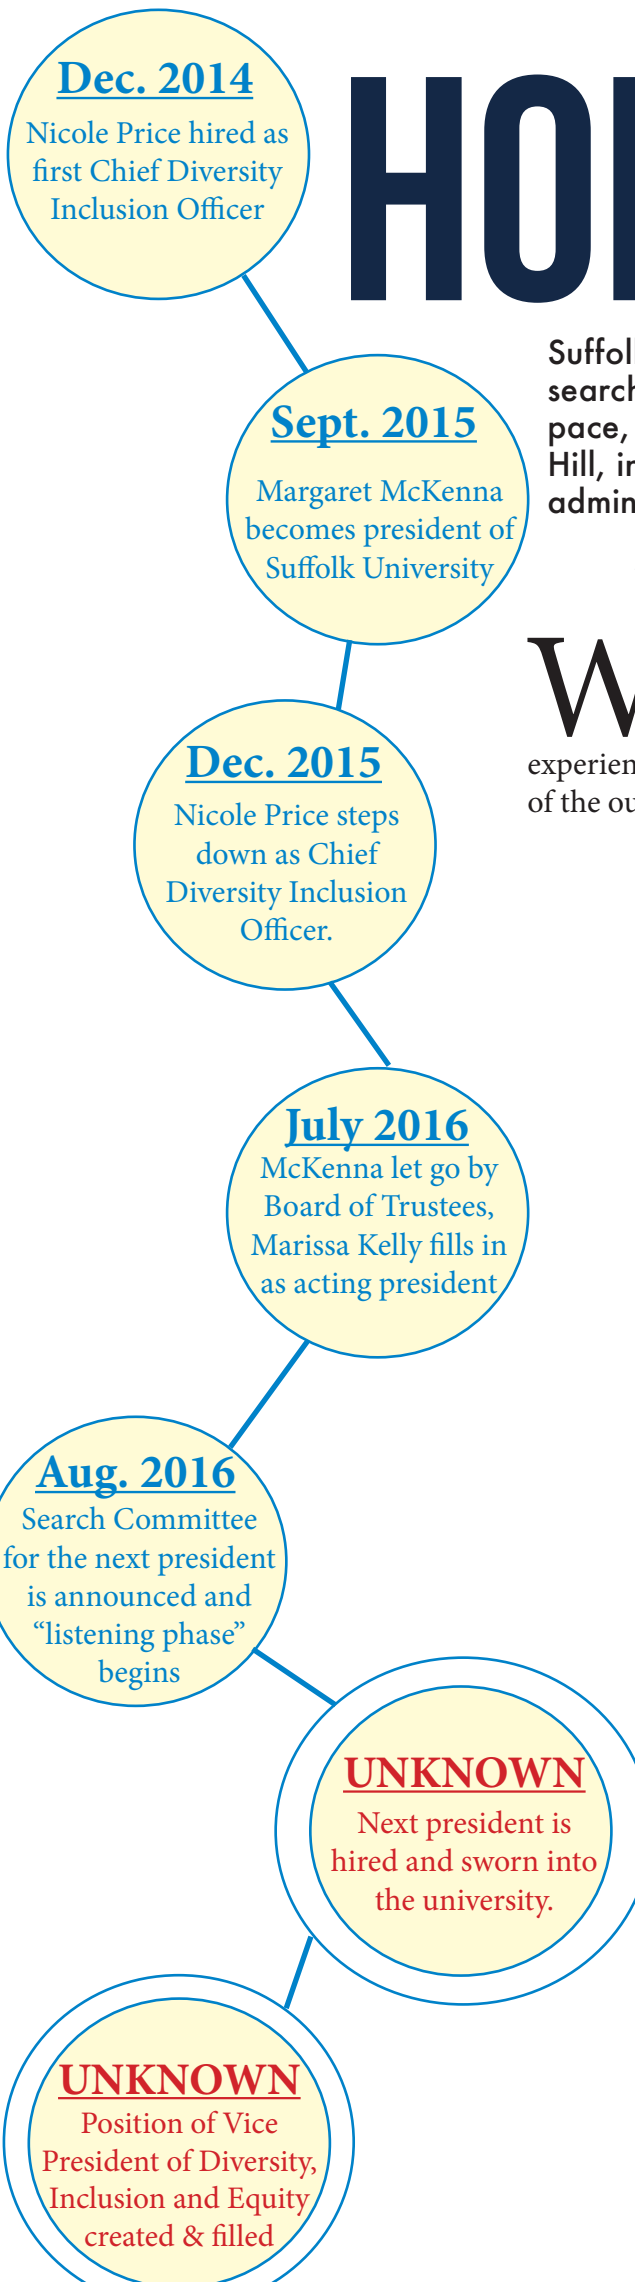 Dec. 2014
Nicole Price hired as
first Chief Diversity
Inclusion Officer
Sept. 2015
Margaret McKenna
becomes president of
Suffolk University
Dec. 2015
Nicole Price steps
down as Chief
Diversity Inclusion
Officer.
July 2016
McKenna let go by
Board of Trustees,
Marissa Kelly fills in
as acting president
Aug. 2016
Search Committee
for the next president
is announced and
“listening phase”
begins
UNKNOWN
Next president is
hired and sworn into
the university.
UNKNOWN
Position of Vice
President of Diversity,
Inclusion and Equity
created & filled
pace,
Hill,
of the